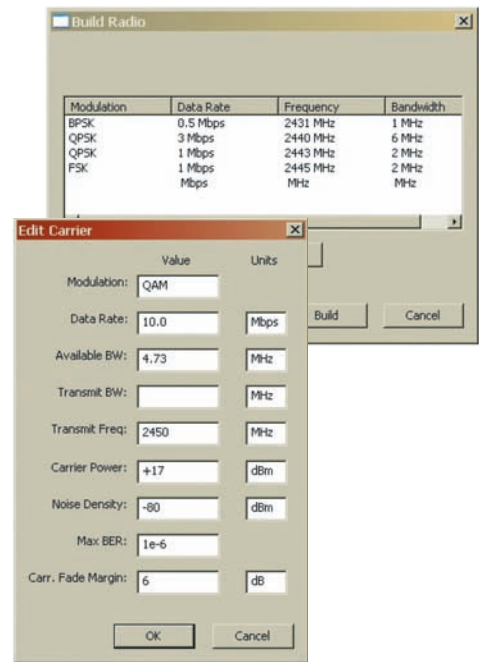 Build Radio
Modulation Data Rate Frequency Bandwidth
BPSK 0.5 Mbps 2431 MHz 1 MHz
QPSK 3 Mbps 2440 MHz 6 MHz
QPSK 1 Mbps 2443 MHz 2 MHz
FSK 1 Mbps 2445 MHz 2 MHz
Mbps MHz MHz
Build Cancel
Edit Carrier
Value Units
Modulation: QAM
Data Rate: 10.0 Mbps
Available BW: 4.73 MHz
Transmit BW: MHz
Transmit Freq: 2450 MHz
Carrier Power: +17 dBm
Noise Density: -80 dBm
Max BER: 1e-6
Carr. Fade Margin: 6 dB
OK Cancel